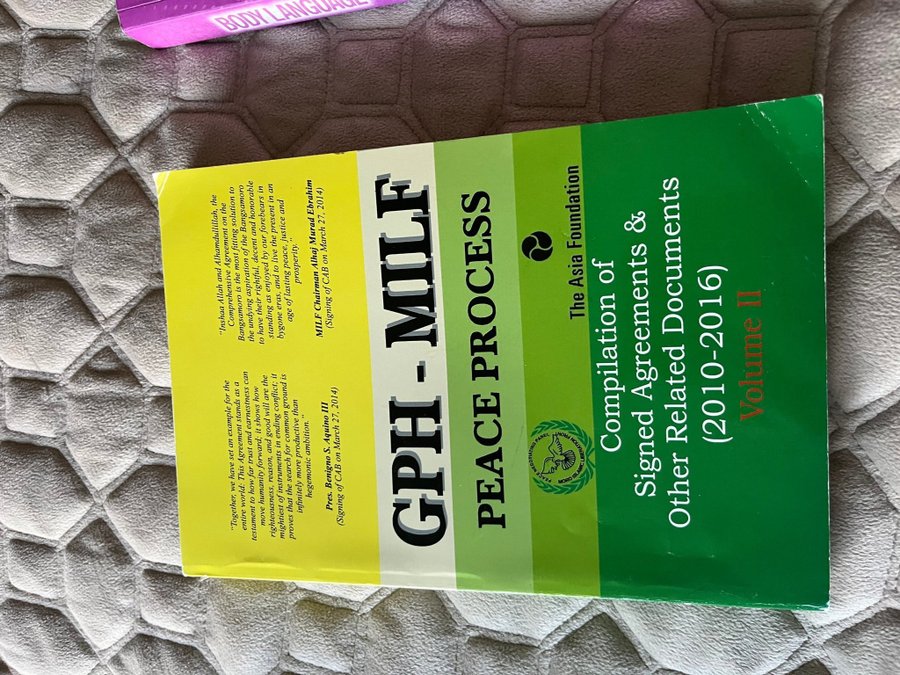 BODY LANGUAGE
"Together, we have set an example for the
entire world: This Agreement stands as a
testament to how far trust and earnestness can
move humanity forward; it shows how
righteousness, reason, and good will are the
mightiest of instruments in ending conflict; it
proves that the search for common ground is
infinitely more productive than
hegemonic ambition."
Pres. Benigno S. Aquino III
(Signing of CAB on March 27, 2014)
"Inshaa Allah and Alhamdulillah, the
Comprehensive Agreement on the
Bangsamoro is the most fitting solution to
the undying aspiration of the Bangsamoro
to have their rightful, decent and honorable
standing as enjoyed by our forebears in
bygone eras, and to live the present in an
age of lasting peace, justice and
prosperity."
MILF Chairman Alhaj Murad Ebrahim
(Signing of CAB on March 27, 2014)
GPH - MILF
PEACE PROCESS
The Asia Foundation
Compilation of
Signed Agreements &
Other Related Documents
(2010-2016)
Volume II